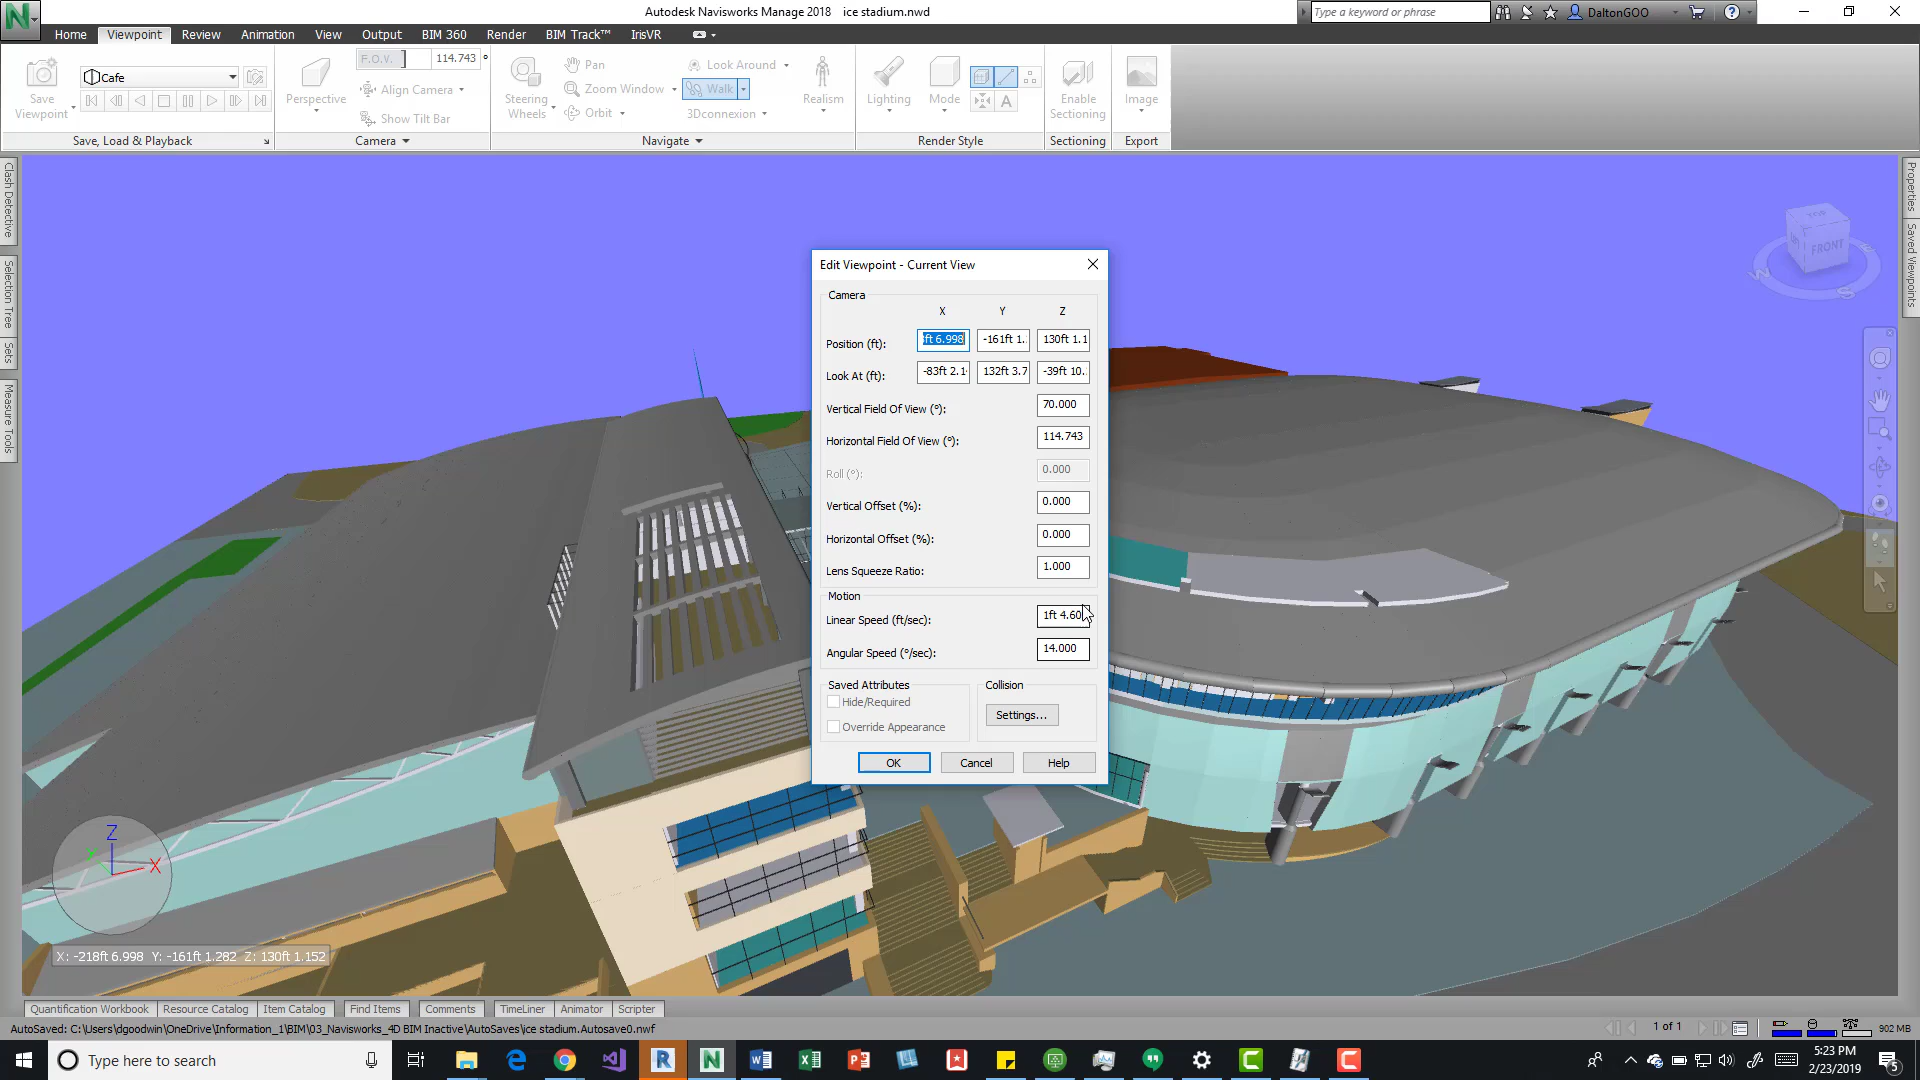 Autodesk Navisworks Manage 2018 ice stadium.nwd
Type a keyword or phrase
DaltonGOO
Home Viewpoint Review Animation View Output BIM 360 Render BIM Track™ IrisVR
Save Viewpoint
Cafe
Perspective
F.O.V. 114.743 °
Align Camera
Show Tilt Bar
Steering Wheels
Pan
Zoom Window
Orbit
Look Around
Walk
3Dconnexion
Realism
Lighting
Mode
Enable Sectioning
Image
Save, Load & Playback Camera Navigate Render Style Sectioning Export
Clash Detective
Selection Tree
Sets
Measure Tools
Properties
Saved Viewpoints
TOP
FRONT
W
S
Edit Viewpoint - Current View
Camera
X Y Z
Position (ft): ft 6.998 -161ft 1. 130ft 1.1
Look At (ft): -83ft 2.1 132ft 3.7 -39ft 10.
Vertical Field Of View (°): 70.000
Horizontal Field Of View (°): 114.743
Roll (°): 0.000
Vertical Offset (%): 0.000
Horizontal Offset (%): 0.000
Lens Squeeze Ratio: 1.000
Motion
Linear Speed (ft/sec): 1ft 4.60
Angular Speed (°/sec): 14.000
Saved Attributes
Hide/Required
Override Appearance
Collision
Settings...
OK Cancel Help
Z
Y
X
X: -218ft 6.998 Y: -161ft 1.282 Z: 130ft 1.152
Quantification Workbook Resource Catalog Item Catalog Find Items Comments TimeLiner Animator Scripter
AutoSaved: C:\Users\dgoodwin\OneDrive\Information_1\BIM\03_Navisworks_4D BIM Inactive\AutoSaves\ice stadium.Autosave0.nwf
1 of 1
902 MB
Type here to search
5:23 PM
2/23/2019
5